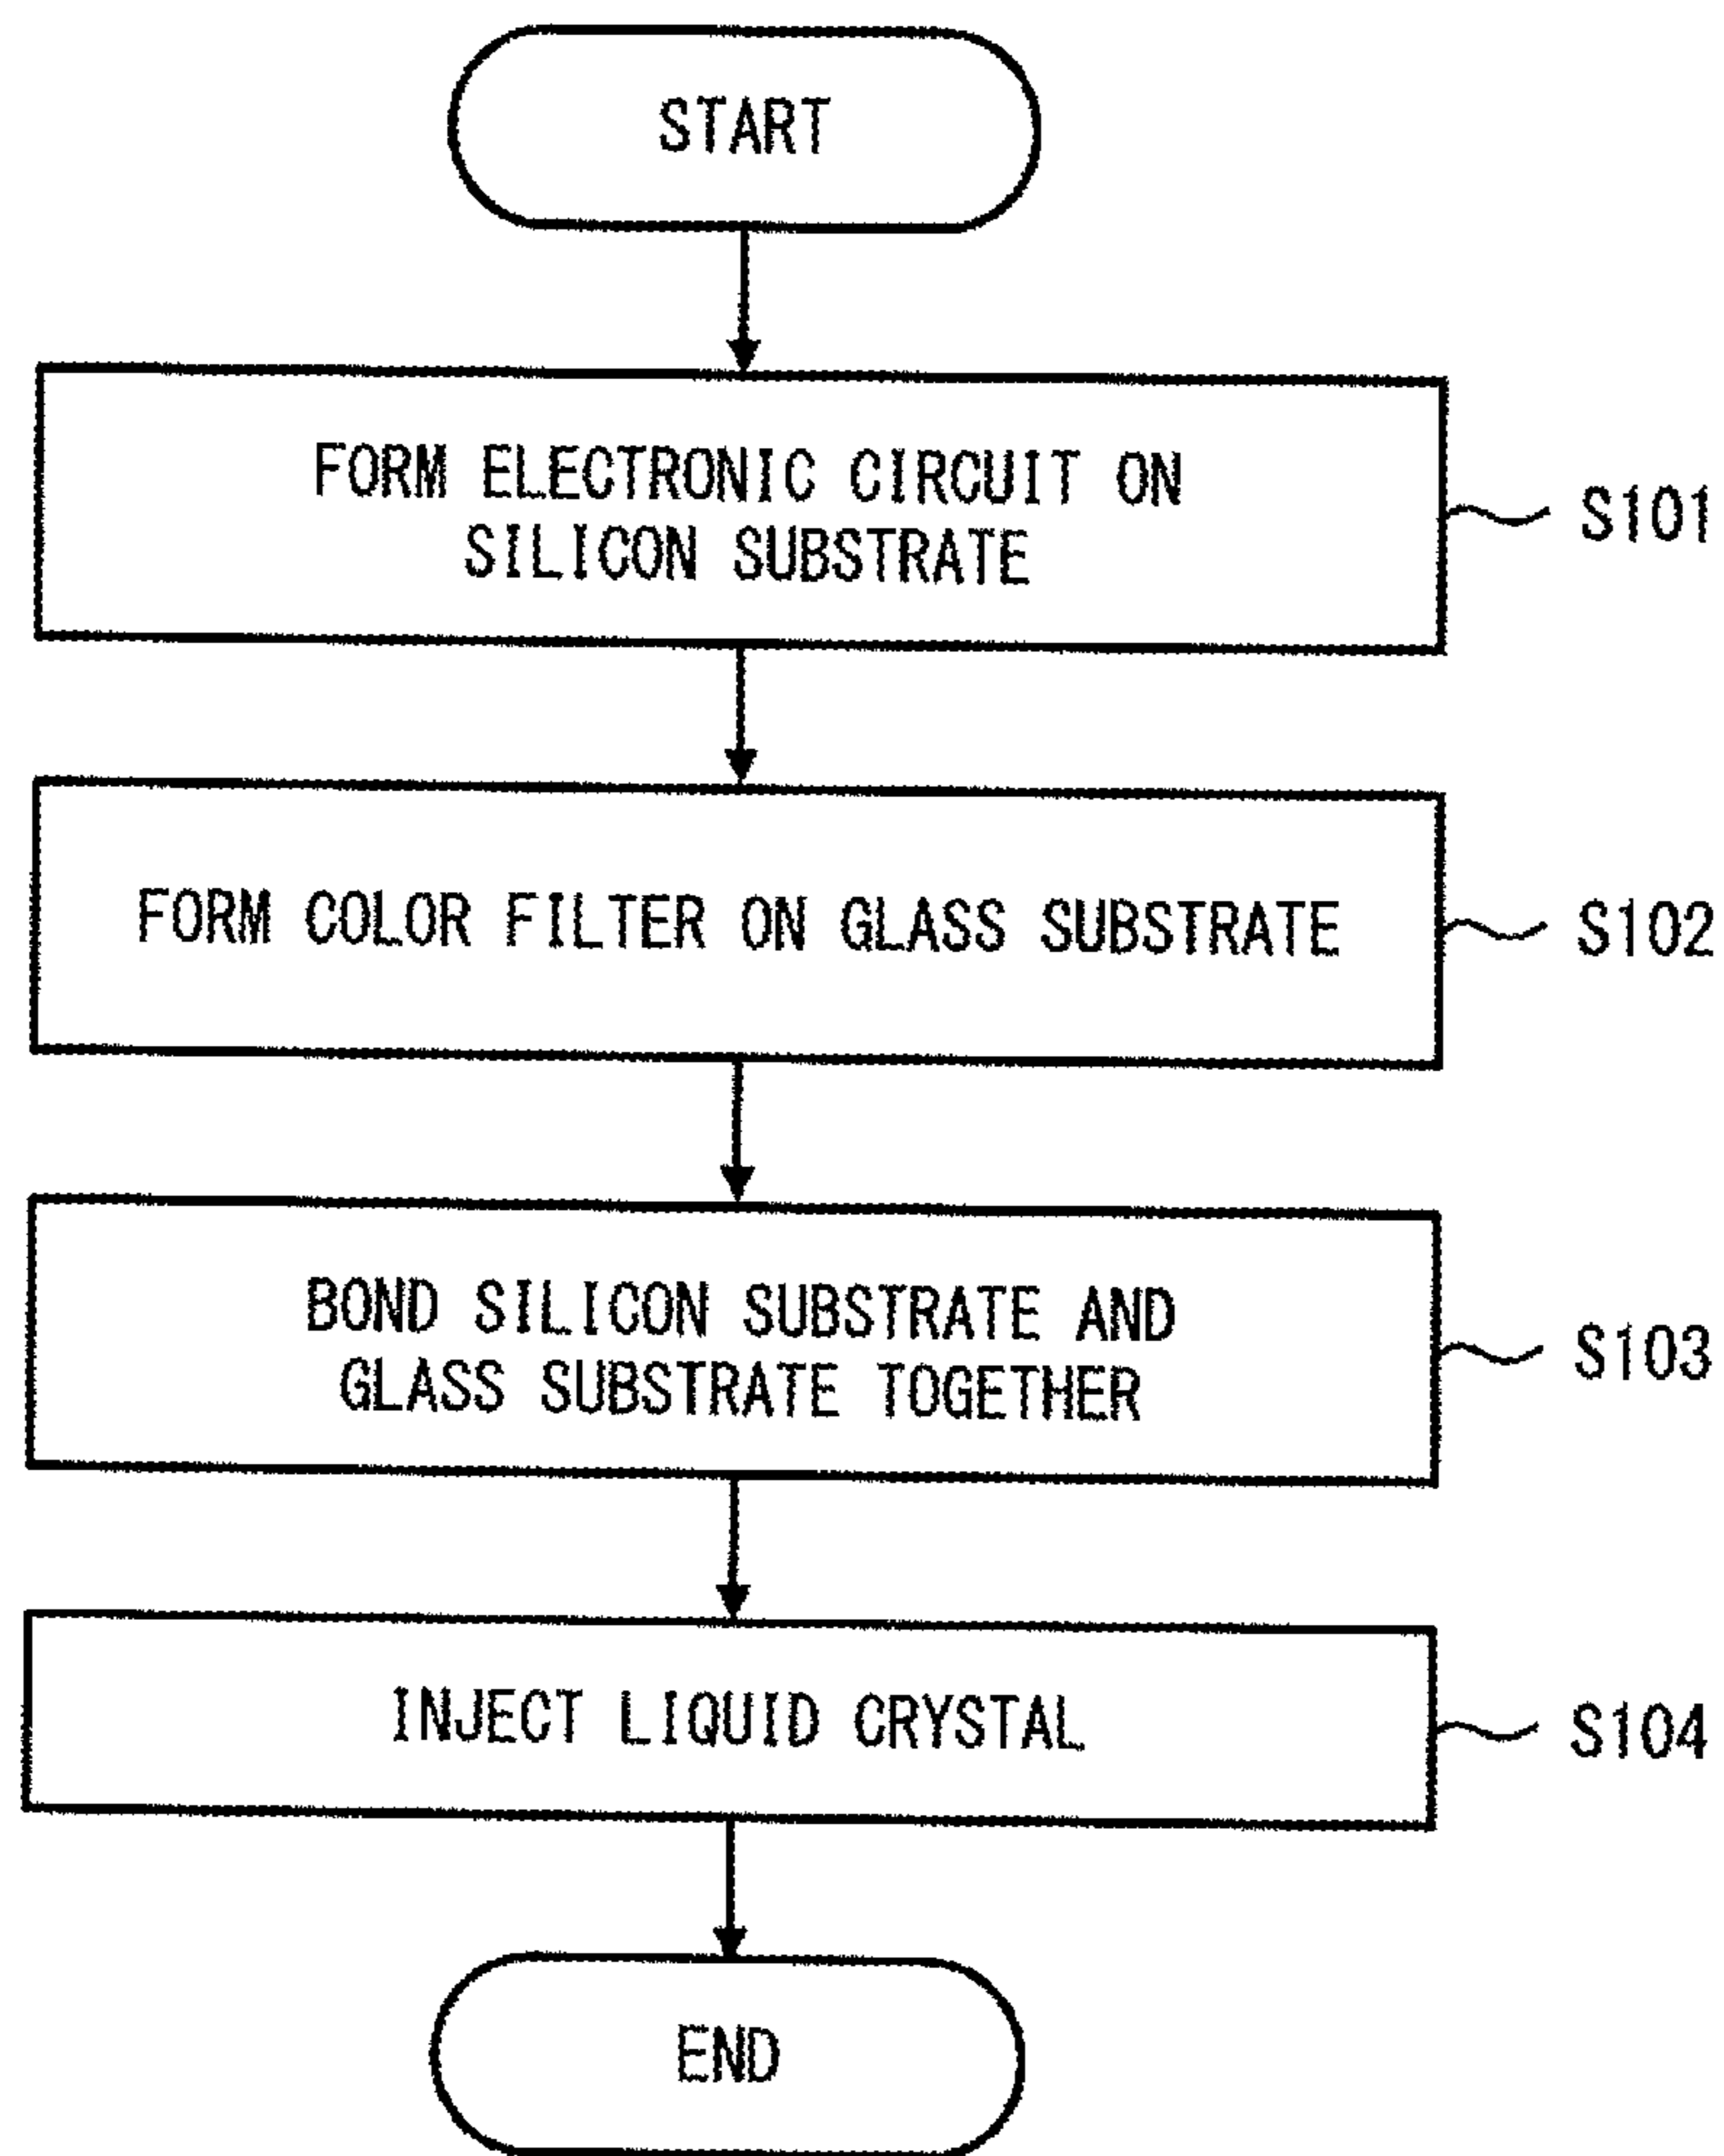 START
FORM ELECTRONIC CIRCUIT ON
SILICON SUBSTRATE
S101
FORM COLOR FILTER ON GLASS SUBSTRATE
S102
BOND SILICON SUBSTRATE AND
GLASS SUBSTRATE TOGETHER
S103
INJECT LIQUID CRYSTAL
S104
END